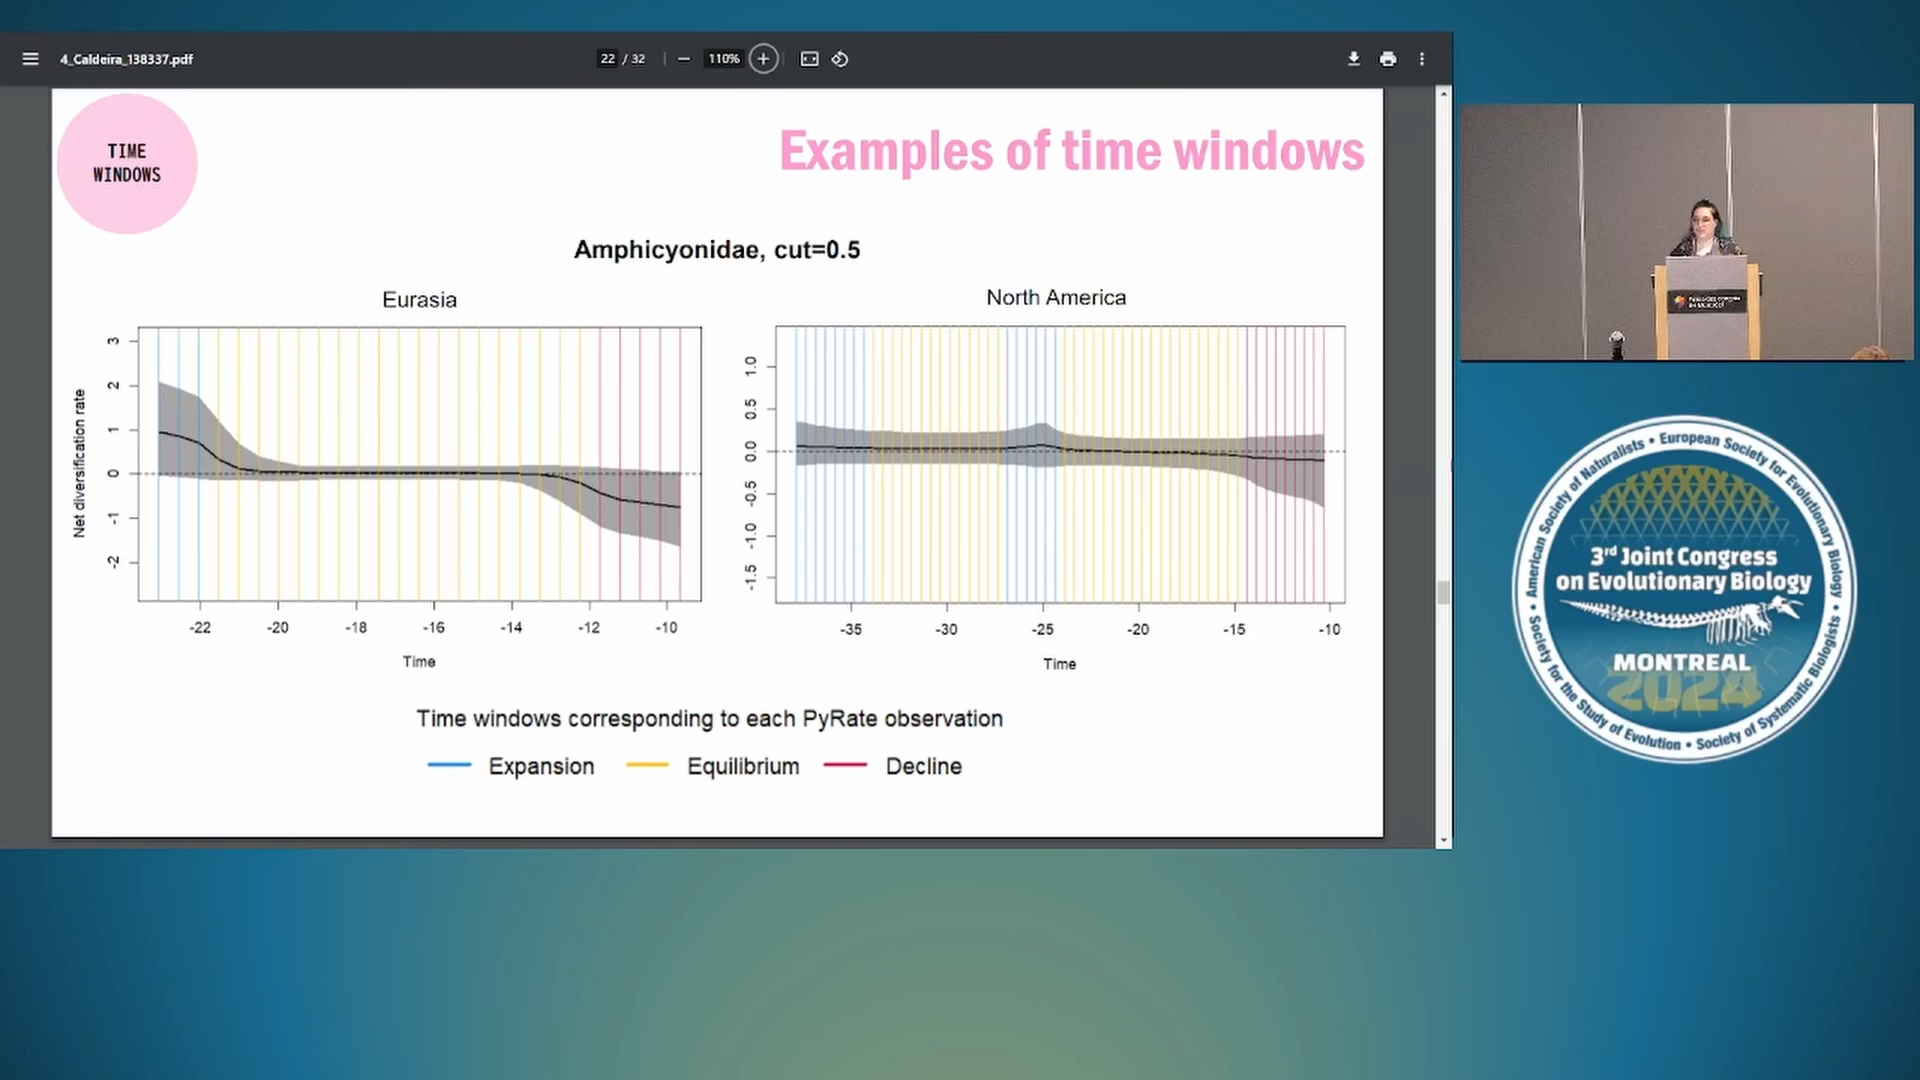 4_Caldeira_138337.pdf
22 / 32
110%
TIME
WINDOWS
Examples of time windows
Amphicyonidae, cut=0.5
Eurasia
North America
Net diversification rate
3
2
1
0
-1
-2
-22
-20
-18
-16
-14
-12
-10
Time
1.0
0.5
0.0
-0.5
-1.0
-1.5
-35
-30
-25
-20
-15
-10
Time
Time windows corresponding to each PyRate observation
Expansion
Equilibrium
Decline
American Society of Naturalists • European Society for Evolutionary Biology • Society of Systematic Biologists • Society for the Study of Evolution •
3rd Joint Congress
on Evolutionary Biology
MONTREAL
2024